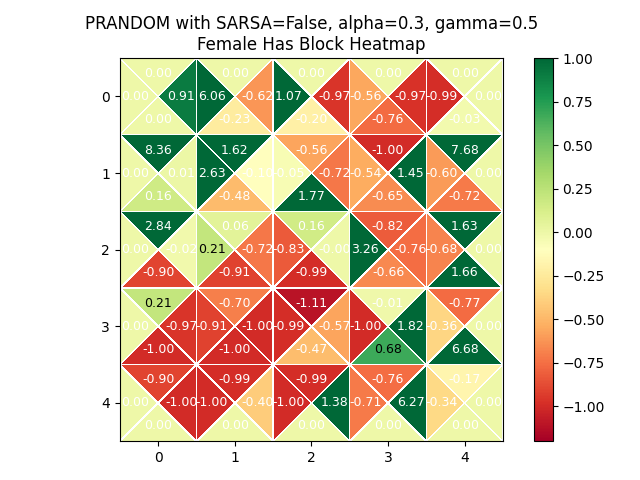 PRANDOM with SARSA=False, alpha=0.3, gamma=0.5
Female Has Block Heatmap
0.00 0.00 0.00 0.00 0.00
0 0.00 0.91 6.06 -0.62 1.07 -0.97 -0.56 -0.97 -0.99 0.00
0.00 -0.23 -0.20 -0.76 -0.03
8.36 1.62 -0.56 -1.00 7.68
1 0.00 0.01 2.63 -0.05 -0.72 -0.54 1.45 -0.60 0.00
0.16 -0.48 1.77 -0.65 -0.72
2.84 0.06 0.16 -0.82 1.63
2 0.00 -0.02 0.21 -0.72 -0.83 -0.00 3.26 -0.76 -0.68 0.00
-0.90 -0.91 -0.99 -0.66 1.66
0.21 -0.70 -1.11 -0.01 -0.77
3 0.00 -0.97 -0.91 -1.00 -0.99 -0.57 -1.00 1.82 -0.36 0.00
-1.00 -1.00 -0.47 0.68 6.68
-0.90 -0.99 -0.99 -0.76 -0.17
4 0.00 -1.00 -1.00 -0.40 -1.00 1.38 -0.71 6.27 -0.34 0.00
0.00 0.00 0.00 0.00 0.00
0 1 2 3 4
1.00
0.75
0.50
0.25
0.00
−0.25
−0.50
−0.75
−1.00